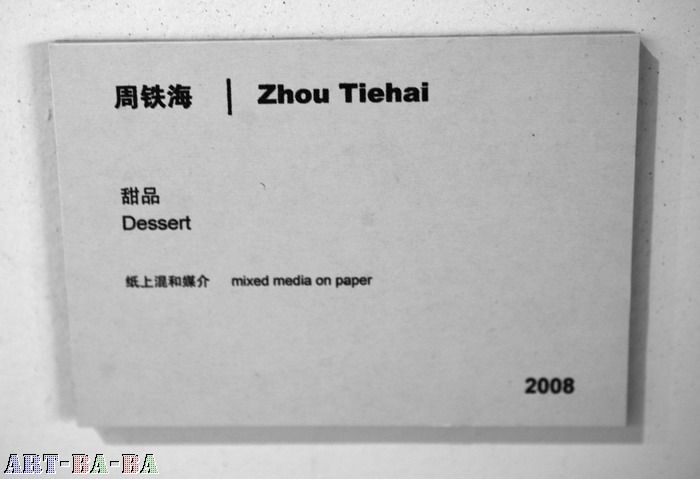 周铁海 | Zhou Tiehai
甜品
Dessert
纸上混和媒介 mixed media on paper
2008
ART-BA-BA